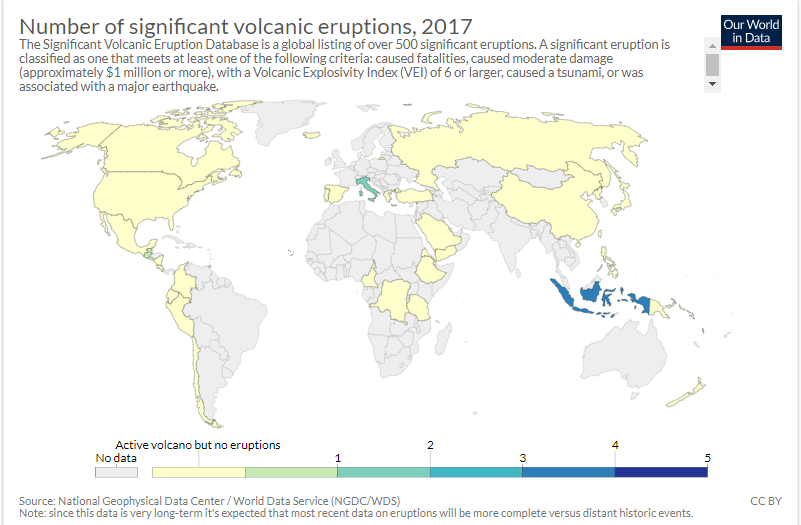 Number of significant volcanic eruptions, 2017
Our World
in Data
The Significant Volcanic Eruption Database is a global listing of over 500 significant eruptions. A significant eruption is
classified as one that meets at least one of the following criteria: caused fatalities, caused moderate damage
(approximately $1 million or more), with a Volcanic Explosivity Index (VEI) of 6 or larger, caused a tsunami, or was
associated with a major earthquake.
Active volcano but no eruptions
No data
1
2
3
4
5
Source: National Geophysical Data Center / World Data Service (NGDC/WDS)
CC BY
Note: since this data is very long-term it's expected that most recent data on eruptions will be more complete versus distant historic events.